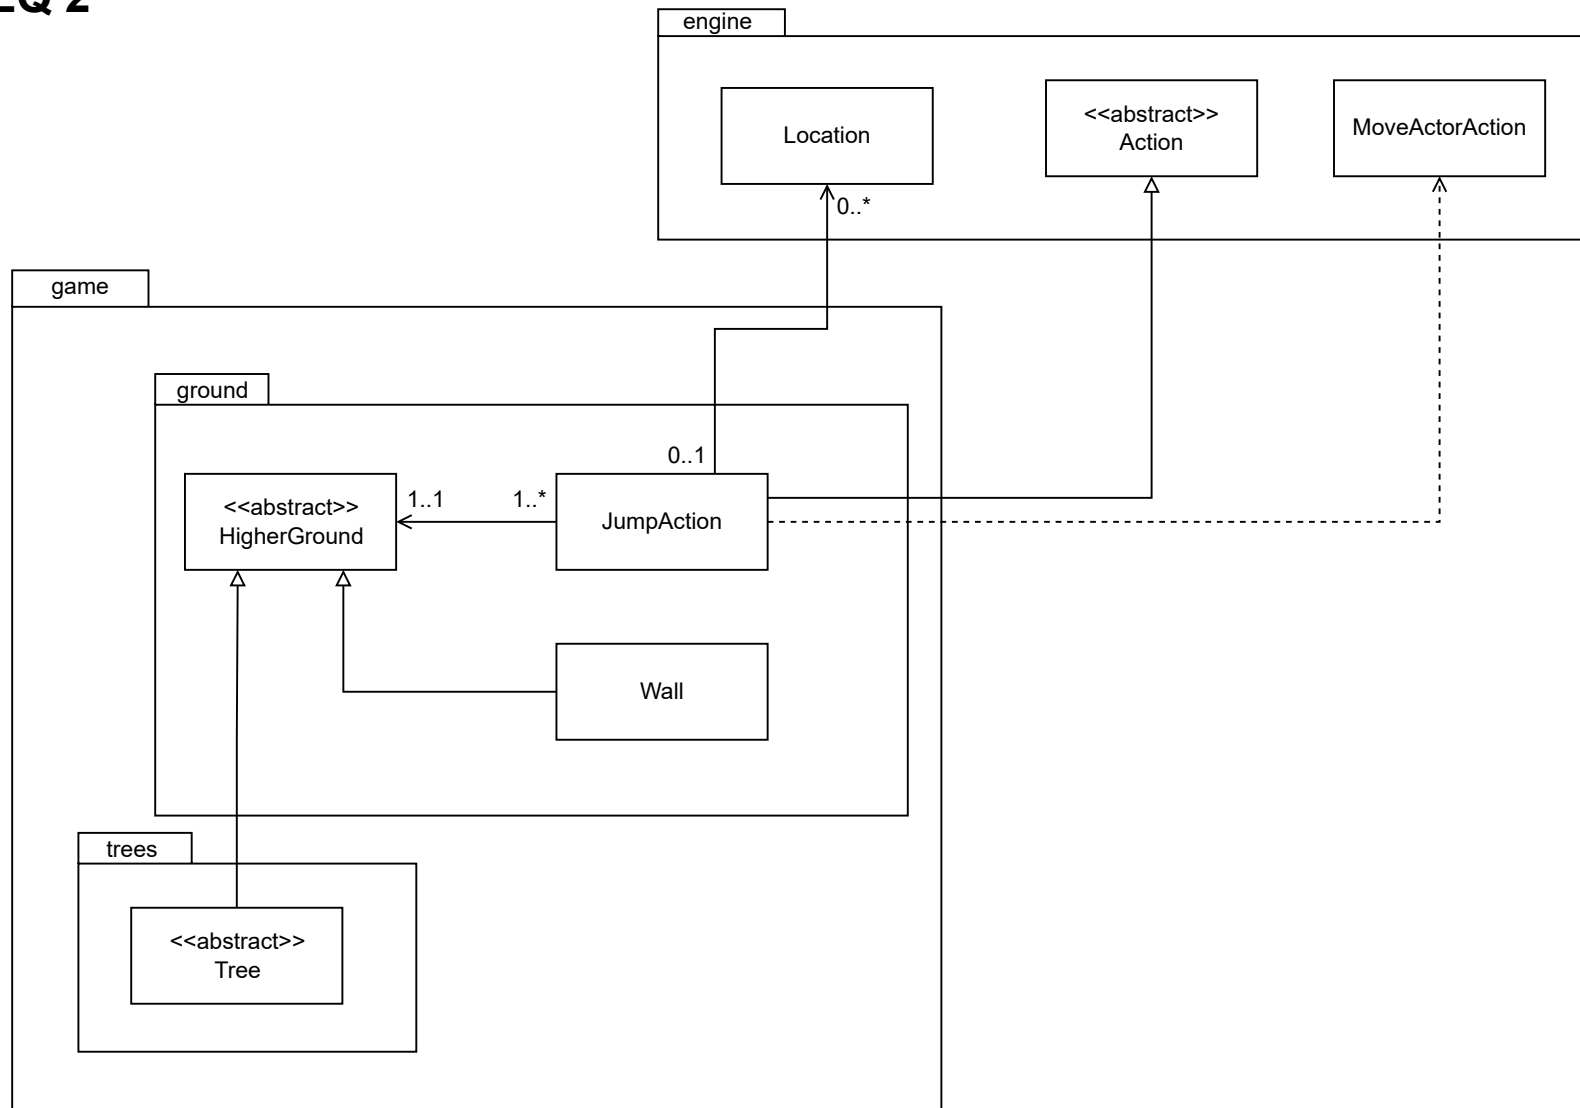 EQ 2
engine
Location
<<abstract>>
Action
MoveActorAction
0..*
game
ground
0..1
<<abstract>>
HigherGround
1..1
1..*
JumpAction
Wall
trees
<<abstract>>
Tree